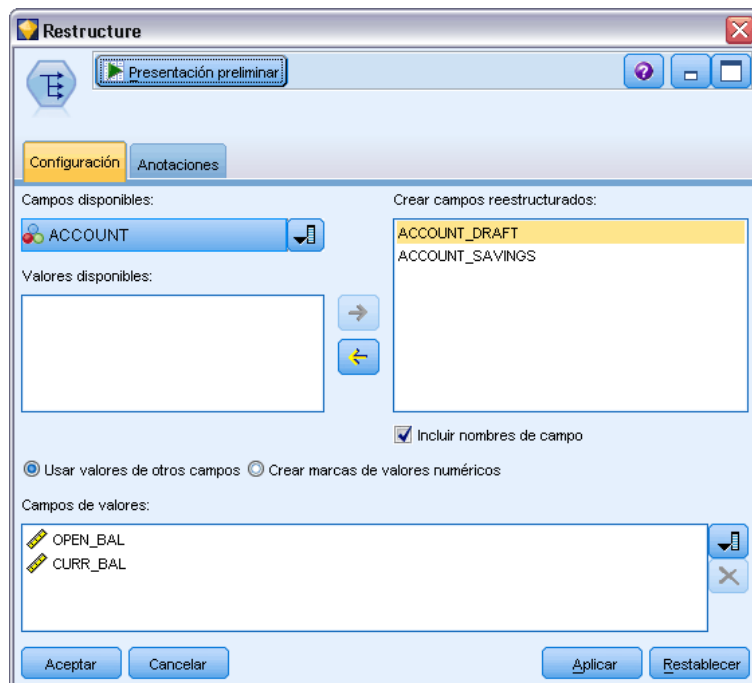 Restructure
Presentación preliminar
Configuración
Anotaciones
Campos disponibles:
ACCOUNT
Valores disponibles:
Crear campos reestructurados:
ACCOUNT_DRAFT
ACCOUNT_SAVINGS
Incluir nombres de campo
Usar valores de otros campos
Crear marcas de valores numéricos
Campos de valores:
OPEN_BAL
CURR_BAL
Aceptar
Cancelar
Aplicar
Restablecer